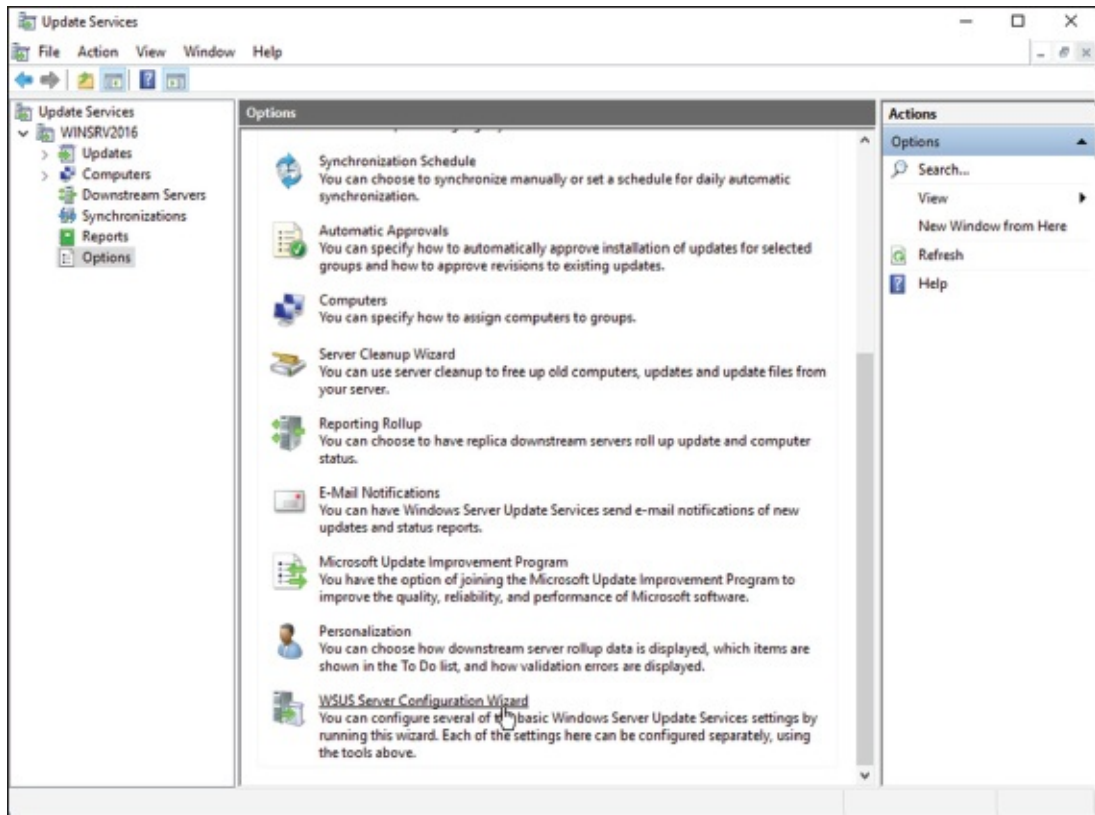 Update Services
File Action View Window Help
Update Services
WINSRV2016
Updates
Computers
Downstream Servers
Synchronizations
Reports
Options
Options
Synchronization Schedule
You can choose to synchronize manually or set a schedule for daily automatic
synchronization.
Automatic Approvals
You can specify how to automatically approve installation of updates for selected
groups and how to approve revisions to existing updates.
Computers
You can specify how to assign computers to groups.
Server Cleanup Wizard
You can use server cleanup to free up old computers, updates and update files from
your server.
Reporting Rollup
You can choose to have replica downstream servers roll up update and computer
status.
E-Mail Notifications
You can have Windows Server Update Services send e-mail notifications of new
updates and status reports.
Microsoft Update Improvement Program
You have the option of joining the Microsoft Update Improvement Program to
improve the quality, reliability, and performance of Microsoft software.
Personalization
You can choose how downstream server rollup data is displayed, which items are
shown in the To Do list, and how validation errors are displayed.
WSUS Server Configuration Wizard
You can configure several of basic Windows Server Update Services settings by
running this wizard. Each of the settings here can be configured separately, using
the tools above.
Actions
Options
Search...
View
New Window from Here
Refresh
Help